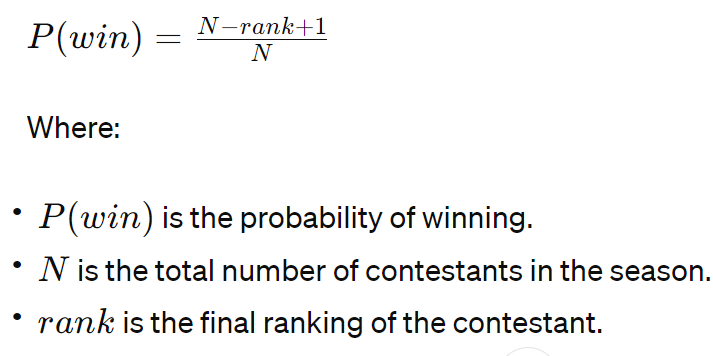 P(win) = \frac{N-rank+1}{N}
Where:
• P(win) is the probability of winning.
• N is the total number of contestants in the season.
• rank is the final ranking of the contestant.